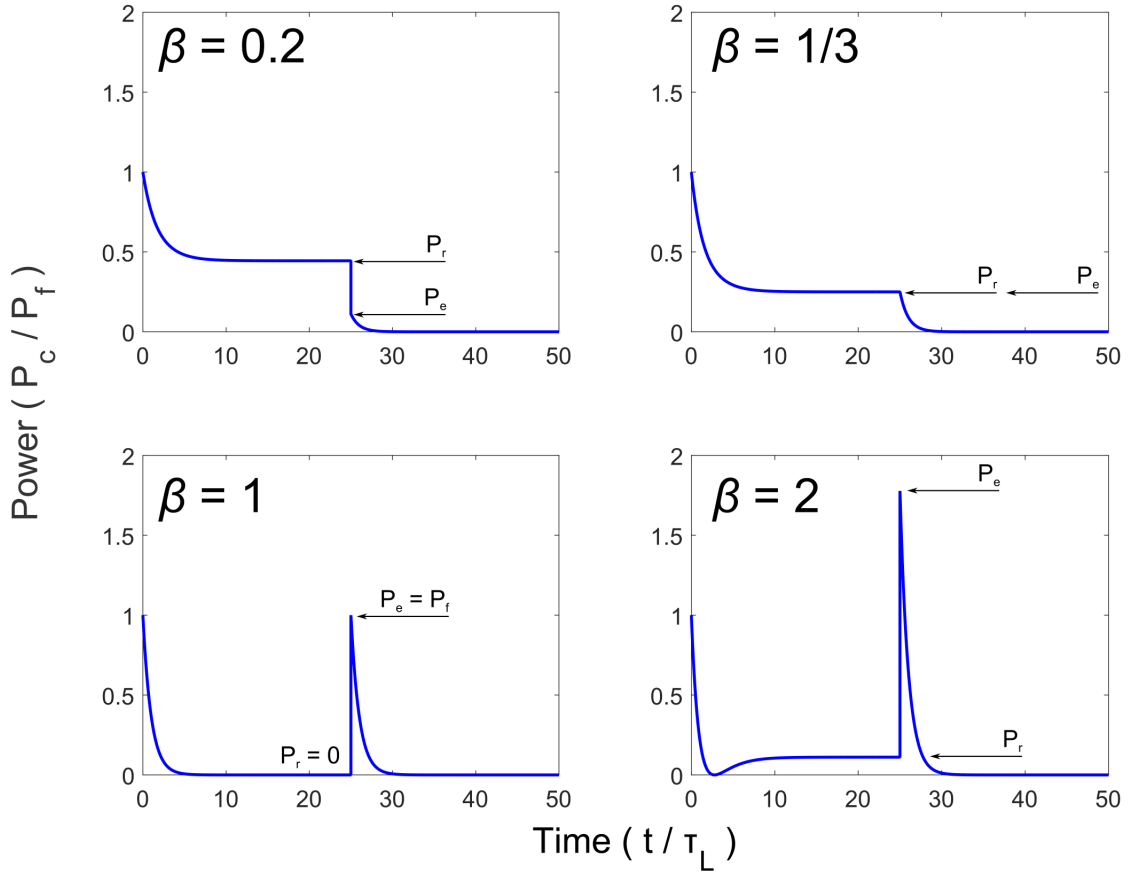 Power ( P_c / P_f )
β = 0.2
2
1.5
1
0.5
0
P_r
P_e
0 10 20 30 40 50
β = 1/3
2
1.5
1
0.5
0
P_r P_e
0 10 20 30 40 50
β = 1
2
1.5
1
0.5
0
P_e = P_f
P_r = 0
0 10 20 30 40 50
β = 2
2
1.5
1
0.5
0
P_e
P_r
0 10 20 30 40 50
Time ( t / τ_L )